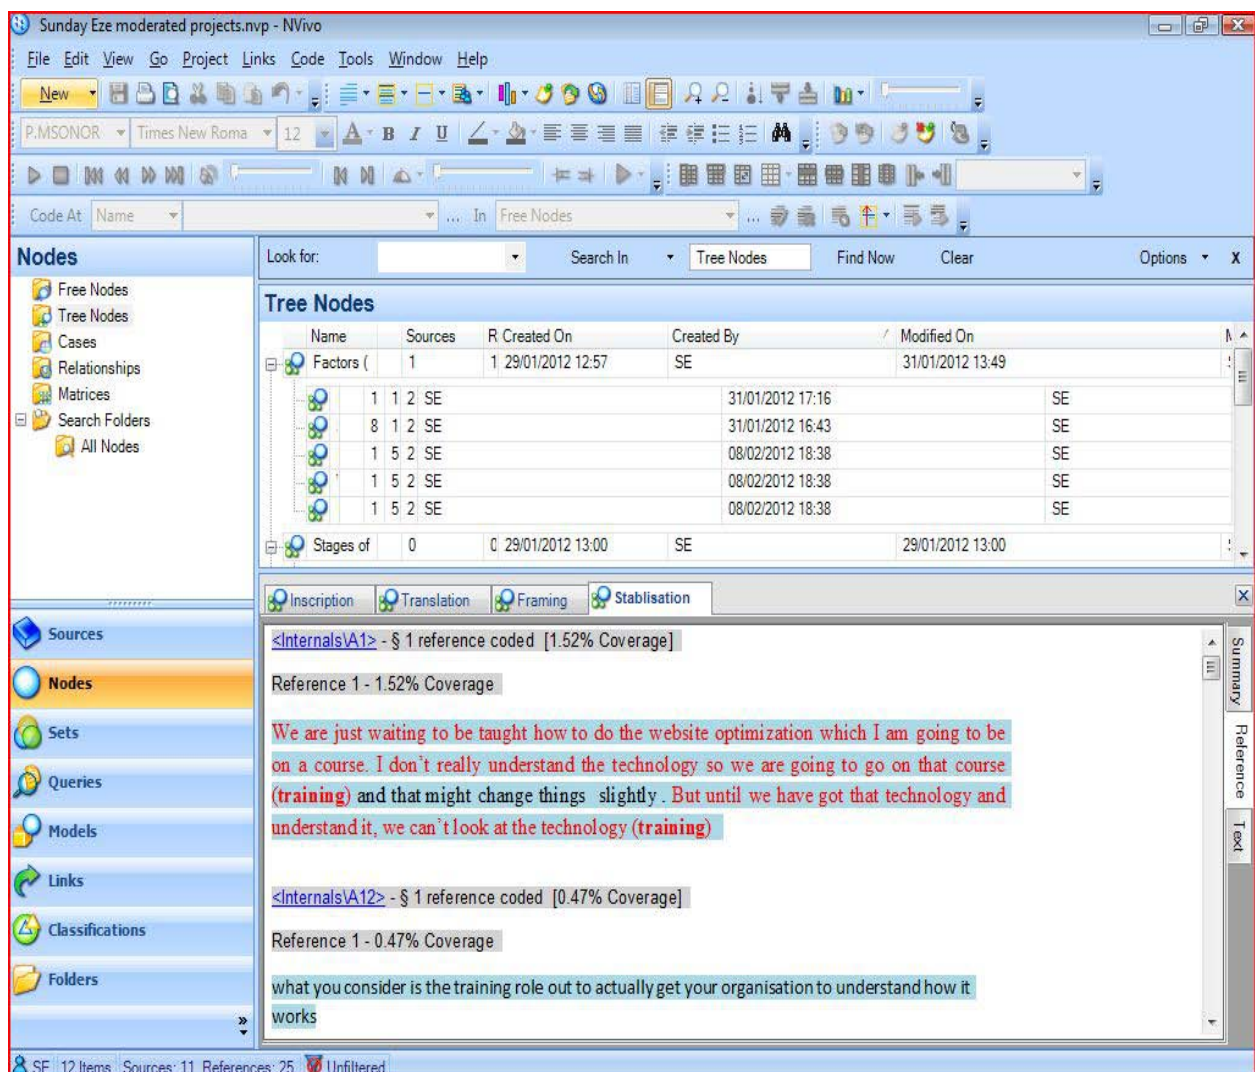 Sunday Eze moderated projects.nvp - NVivo
File Edit View Go Project Links Code Tools Window Help
New
P.MSONOR Times New Roma 12 A B I U
Code At Name ... In Free Nodes ...
Nodes
Free Nodes
Tree Nodes
Cases
Relationships
Matrices
Search Folders
All Nodes
Look for: Search In Tree Nodes Find Now Clear Options X
Tree Nodes
Name Sources R Created On Created By Modified On
Factors ( 1 1 29/01/2012 12:57 SE 31/01/2012 13:49
1 1 2 SE 31/01/2012 17:16 SE
8 1 2 SE 31/01/2012 16:43 SE
1 5 2 SE 08/02/2012 18:38 SE
1 5 2 SE 08/02/2012 18:38 SE
1 5 2 SE 08/02/2012 18:38 SE
Stages of 0 0 29/01/2012 13:00 SE 29/01/2012 13:00
Sources
Nodes
Sets
Queries
Models
Links
Classifications
Folders
»
Inscription Translation Framing Stablisation
<Internals\A1> - § 1 reference coded [1.52% Coverage]
Reference 1 - 1.52% Coverage
We are just waiting to be taught how to do the website optimization which I am going to be
on a course. I don't really understand the technology so we are going to go on that course
(training) and that might change things slightly . But until we have got that technology and
understand it, we can't look at the technology (training)
<Internals\A12> - § 1 reference coded [0.47% Coverage]
Reference 1 - 0.47% Coverage
what you consider is the training role out to actually get your organisation to understand how it
works
Summary
Reference
Text
SE 12 Items Sources: 11 References: 25 Unfiltered